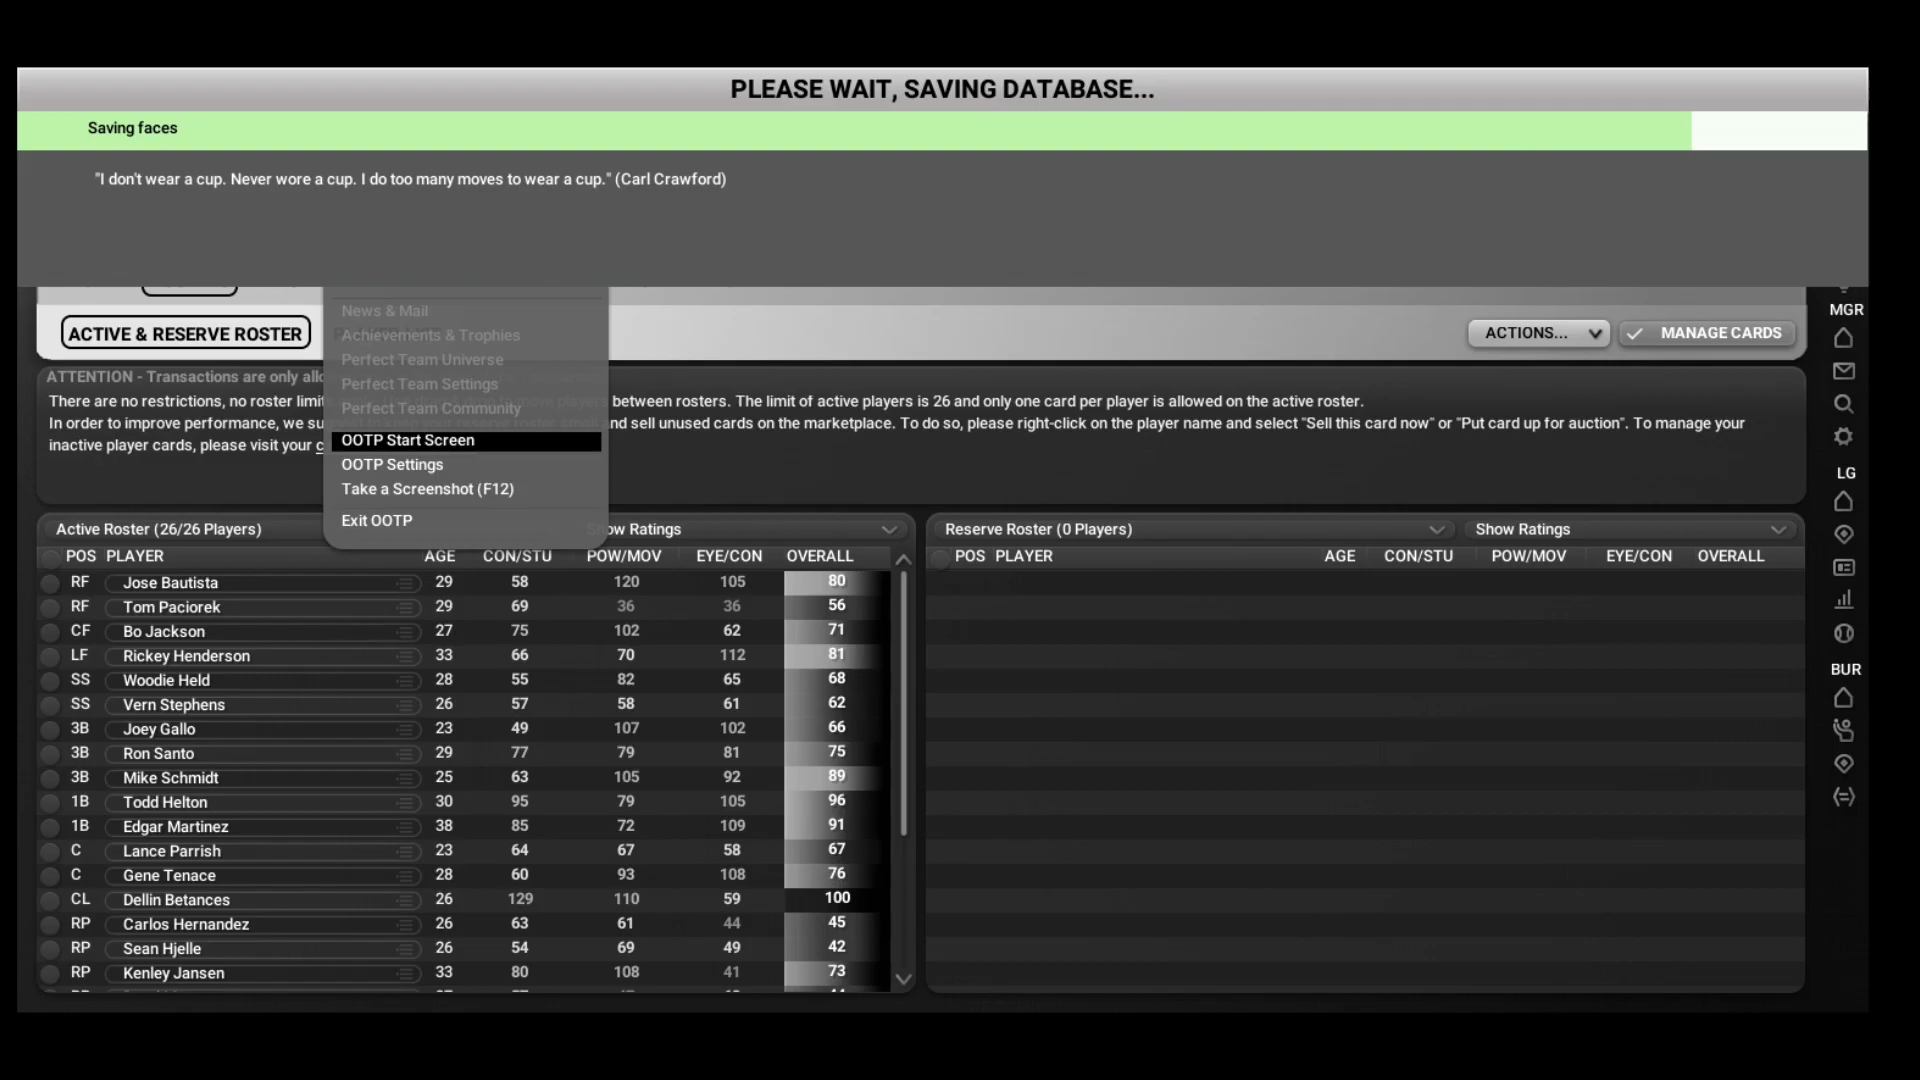 PLEASE WAIT, SAVING DATABASE...
Saving faces
"I don't wear a cup. Never wore a cup. I do too many moves to wear a cup." (Carl Crawford)
MGR
LG
BUR
ACTIVE & RESERVE ROSTER
ACTIONS...
MANAGE CARDS
News & Mail
Achievements & Trophies
Perfect Team Universe
Perfect Team Settings
Perfect Team Community
OOTP Start Screen
OOTP Settings
Take a Screenshot (F12)
Exit OOTP
ATTENTION - Transactions are only
There are no restrictions, no roster between rosters. The limit of active players is 26 and only one card per player is allowed on the active roster.
In order to improve performance, we and sell unused cards on the marketplace. To do so, please right-click on the player name and select "Sell this card now" or "Put card up for auction". To manage your
inactive player cards, please visit your
Active Roster (26/26 Players) Show Ratings
POS PLAYER AGE CON/STU POW/MOV EYE/CON OVERALL
RF Jose Bautista 29 58 120 105 80
RF Tom Paciorek 29 69 36 36 56
CF Bo Jackson 27 75 102 62 71
LF Rickey Henderson 33 66 70 112 81
SS Woodie Held 28 55 82 65 68
SS Vern Stephens 26 57 58 61 62
3B Joey Gallo 23 49 107 102 66
3B Ron Santo 29 77 79 81 75
3B Mike Schmidt 25 63 105 92 89
1B Todd Helton 30 95 79 105 96
1B Edgar Martinez 38 85 72 109 91
C Lance Parrish 23 64 67 58 67
C Gene Tenace 28 60 93 108 76
CL Dellin Betances 26 129 110 59 100
RP Carlos Hernandez 26 63 61 44 45
RP Sean Hjelle 26 54 69 49 42
RP Kenley Jansen 33 80 108 41 73
Reserve Roster (0 Players) Show Ratings
POS PLAYER AGE CON/STU POW/MOV EYE/CON OVERALL